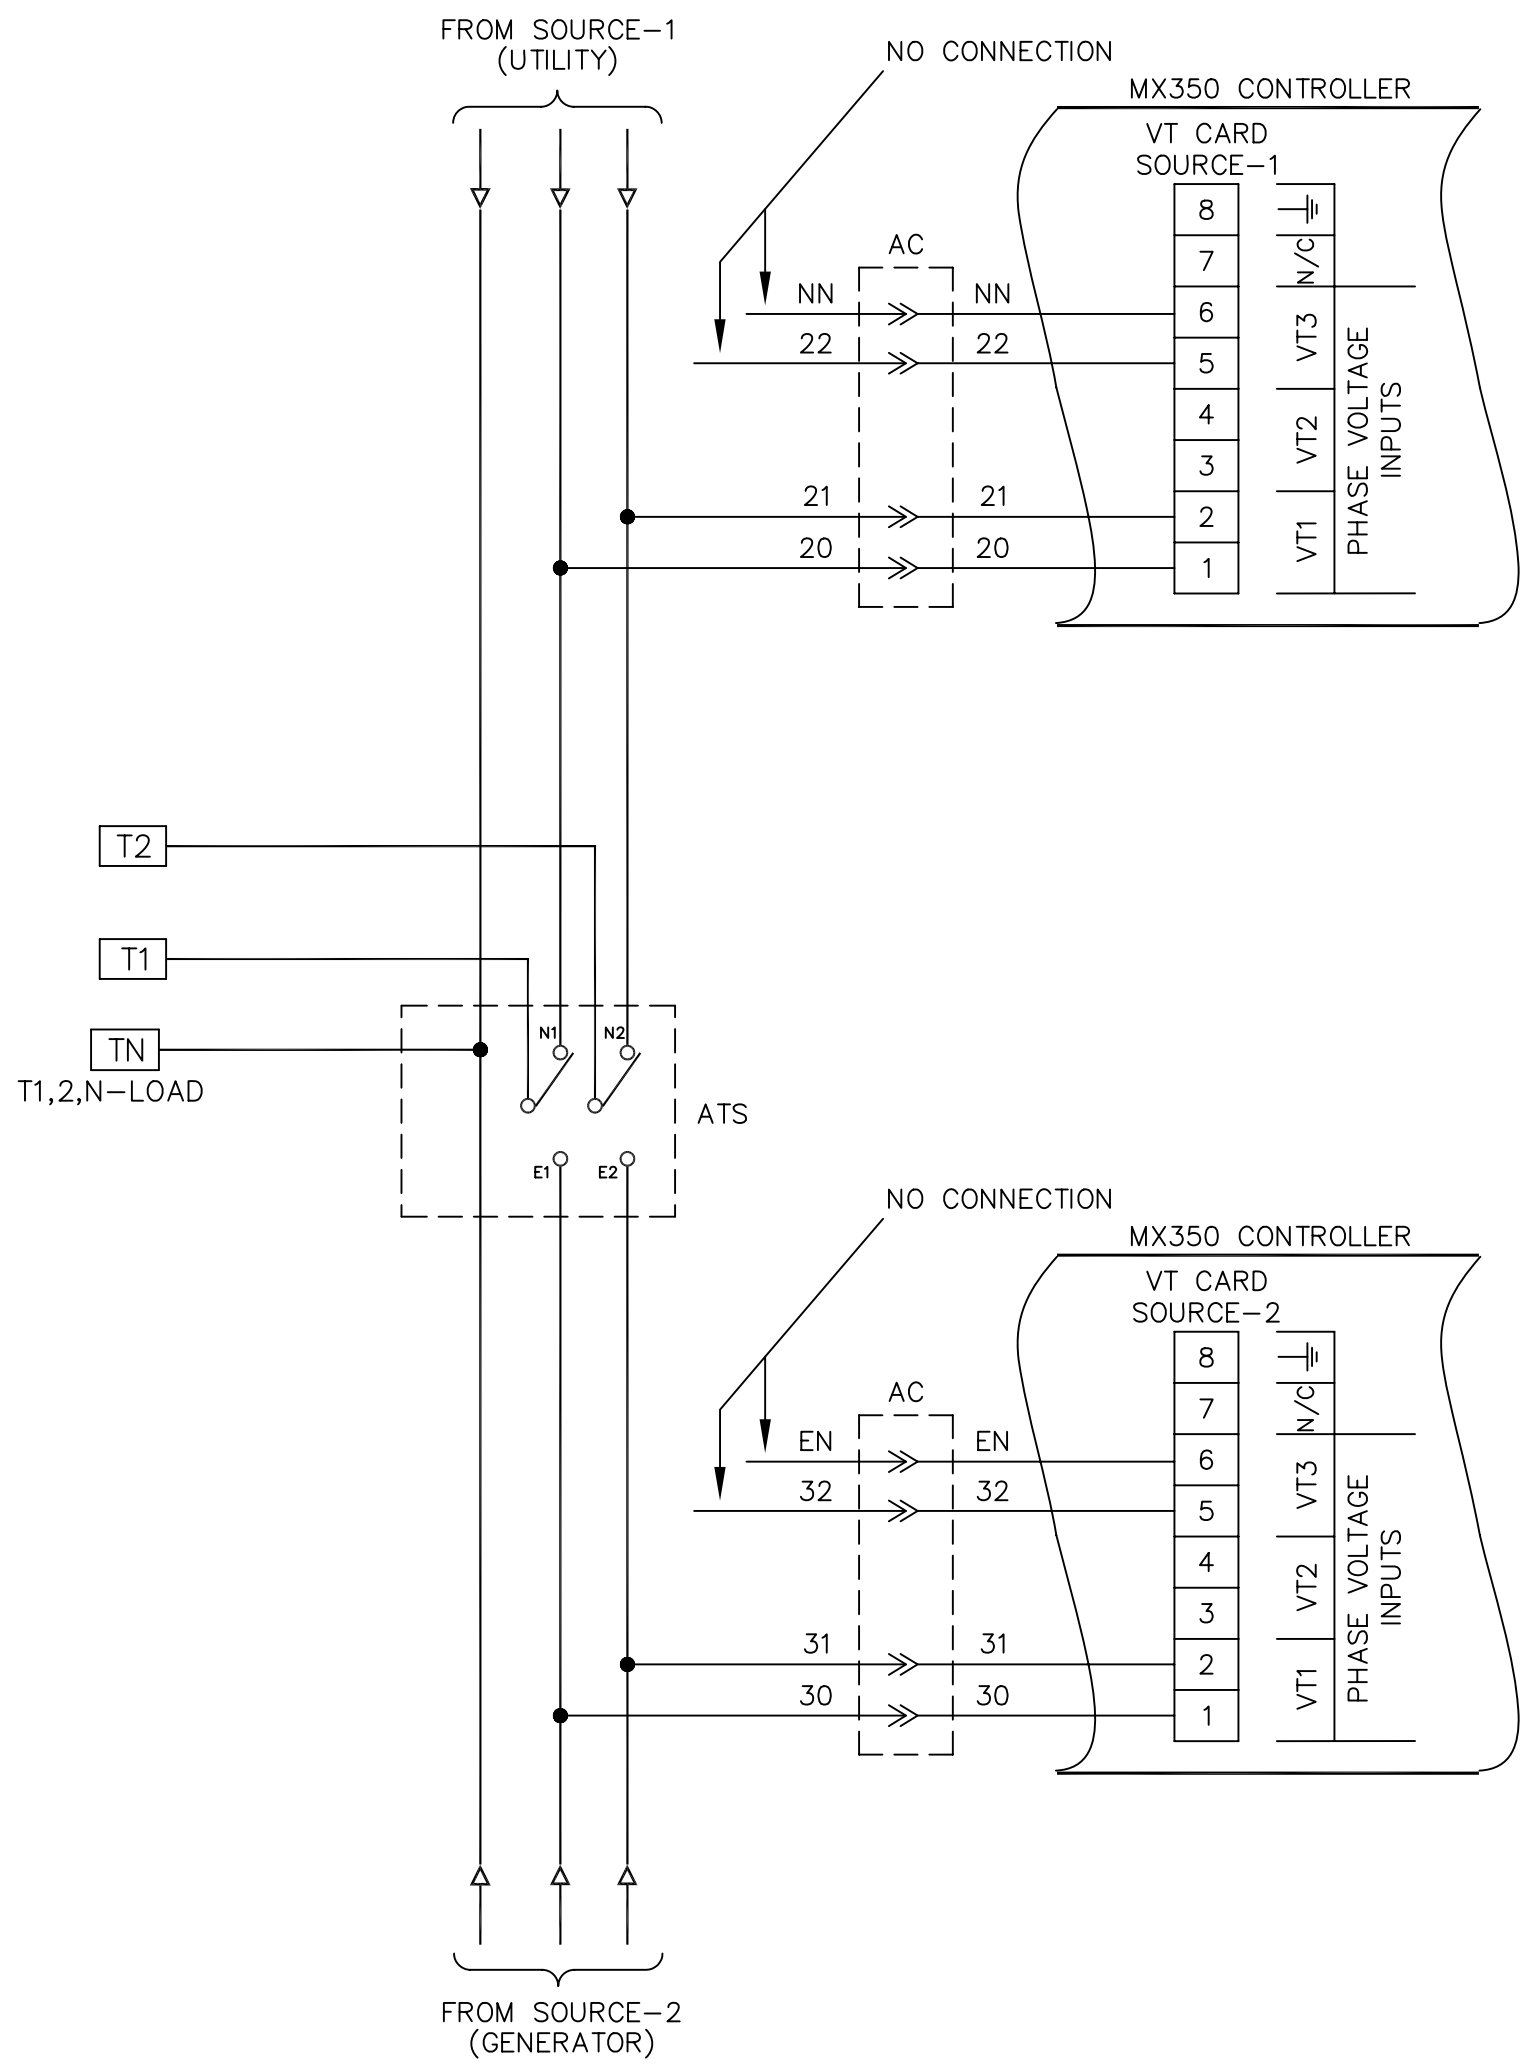 FROM SOURCE-1
(UTILITY)
NO CONNECTION
MX350 CONTROLLER
VT CARD
SOURCE-1
AC
8
7
6
5
4
3
2
1
N/C
VT3
VT2
VT1
PHASE VOLTAGE
INPUTS
NN
NN
22
22
21
21
20
20
T2
T1
TN
T1,2,N-LOAD
N1
N2
E1
E2
ATS
NO CONNECTION
MX350 CONTROLLER
VT CARD
SOURCE-2
AC
8
7
6
5
4
3
2
1
N/C
VT3
VT2
VT1
PHASE VOLTAGE
INPUTS
EN
EN
32
32
31
31
30
30
FROM SOURCE-2
(GENERATOR)